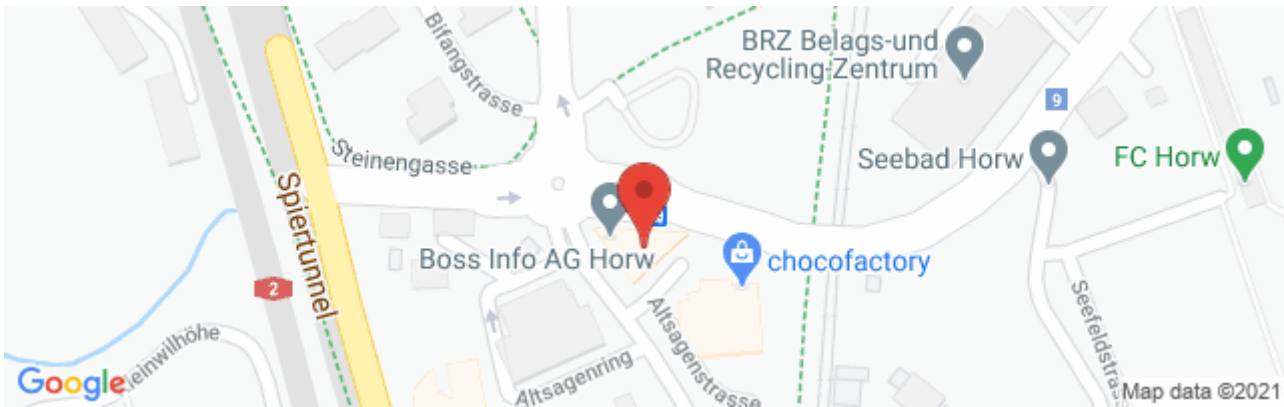 Bifangstrasse
BRZ Belags-und
Recycling-Zentrum
9
Steinengasse
Seebad Horw
FC Horw
Spiertunnel
Boss Info AG Horw
chocofactory
2
Altsagenstrasse
Altsagenring
Google
Map data ©2021